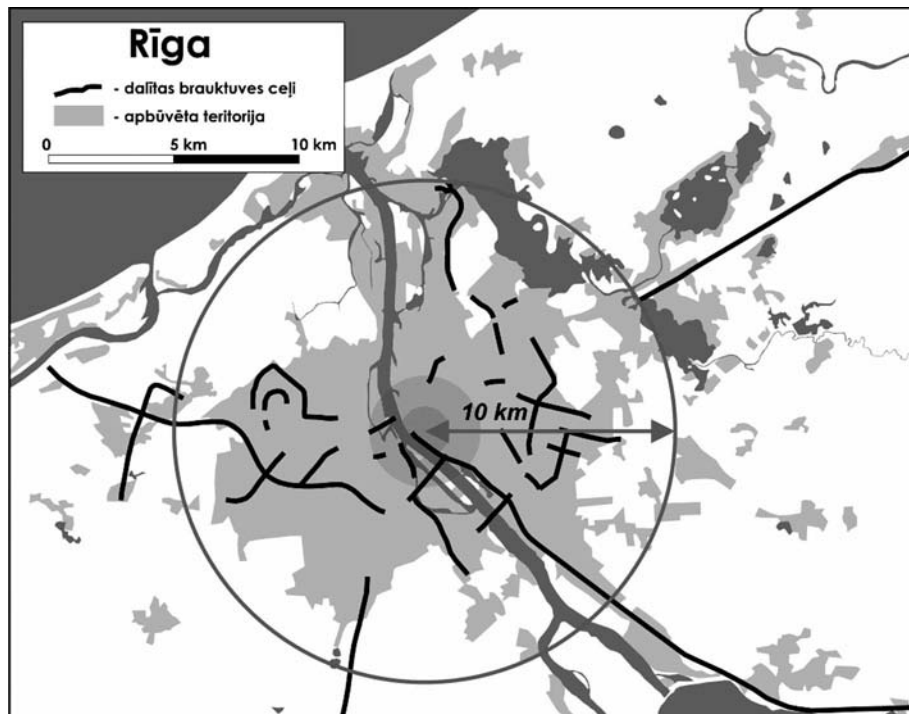 Rīga
- dalītas brauktuves ceļi
- apbūvēta teritorija
0 5 km 10 km
10 km